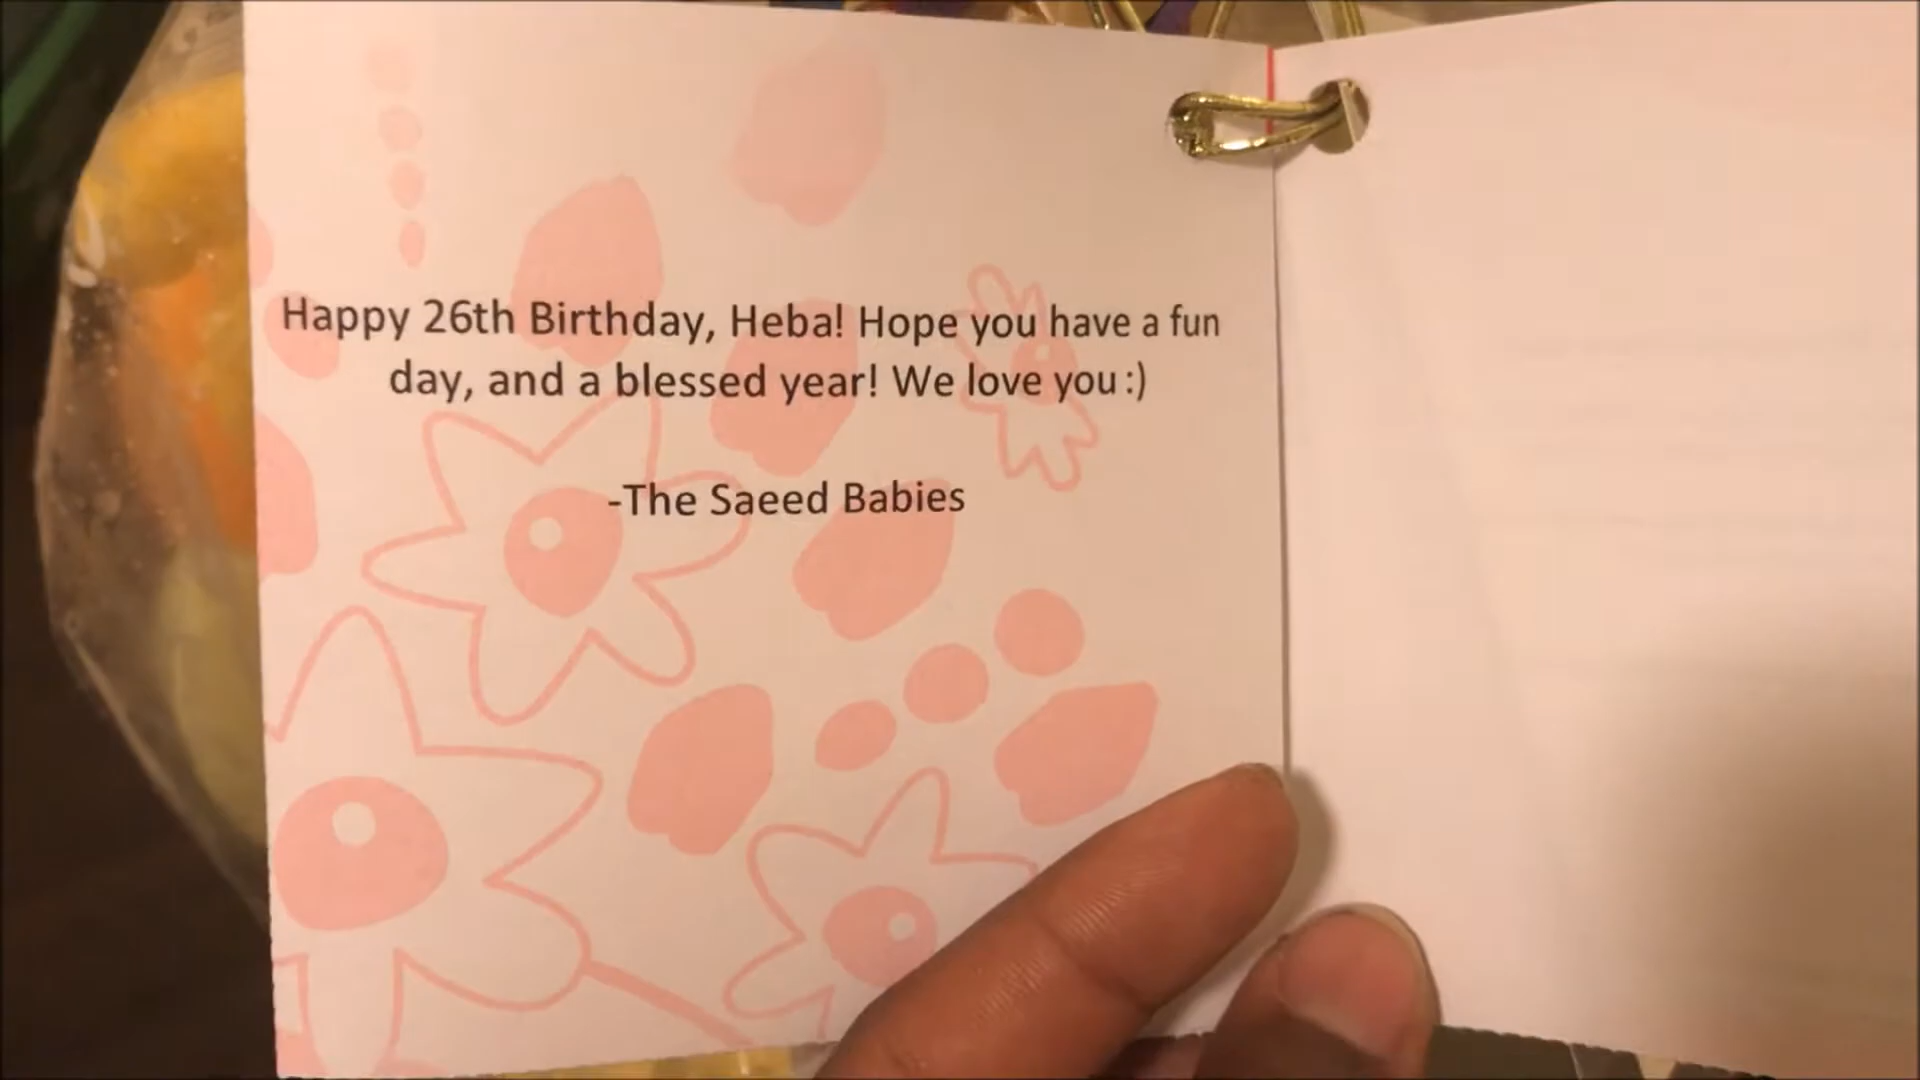 Happy 26th Birthday, Heba! Hope you have a fun
day, and a blessed year! We love you :)
-The Saeed Babies